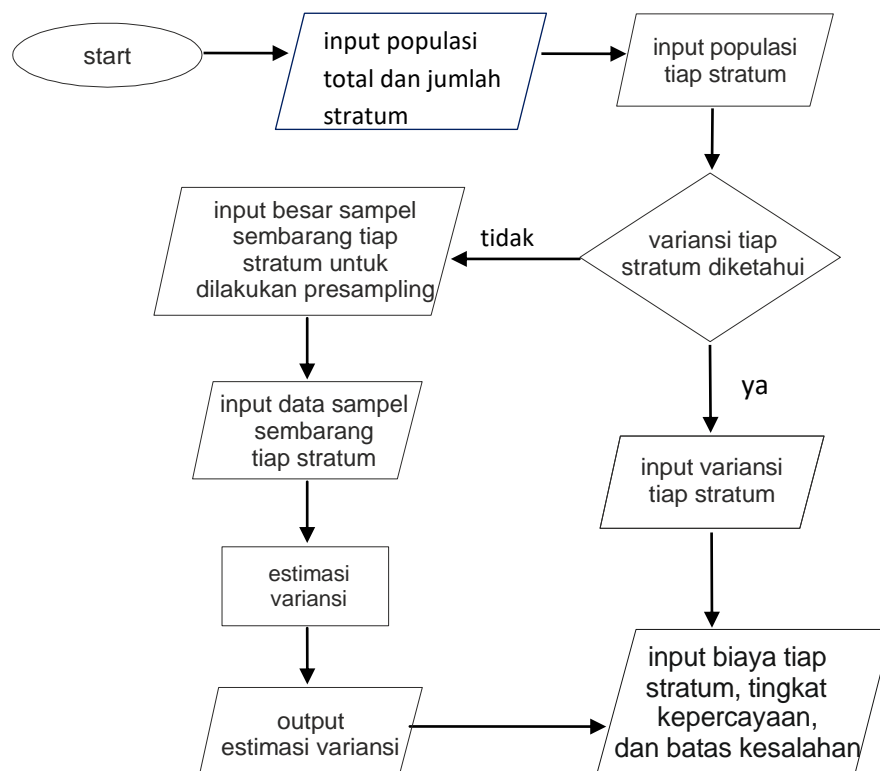 start
input populasi
total dan jumlah
stratum
input populasi
tiap stratum
variansi tiap
stratum diketahui
tidak
input besar sampel
sembarang tiap
stratum untuk
dilakukan presampling
ya
input data sampel
sembarang
tiap stratum
input variansi
tiap stratum
estimasi
variansi
output
estimasi variansi
input biaya tiap
stratum, tingkat
kepercayaan,
dan batas kesalahan